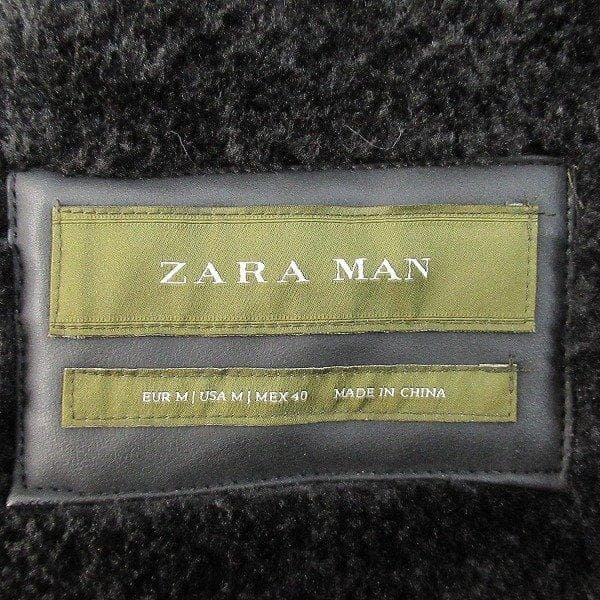 ZARA MAN
EUR M | USA M | MEX 40 MADE IN CHINA